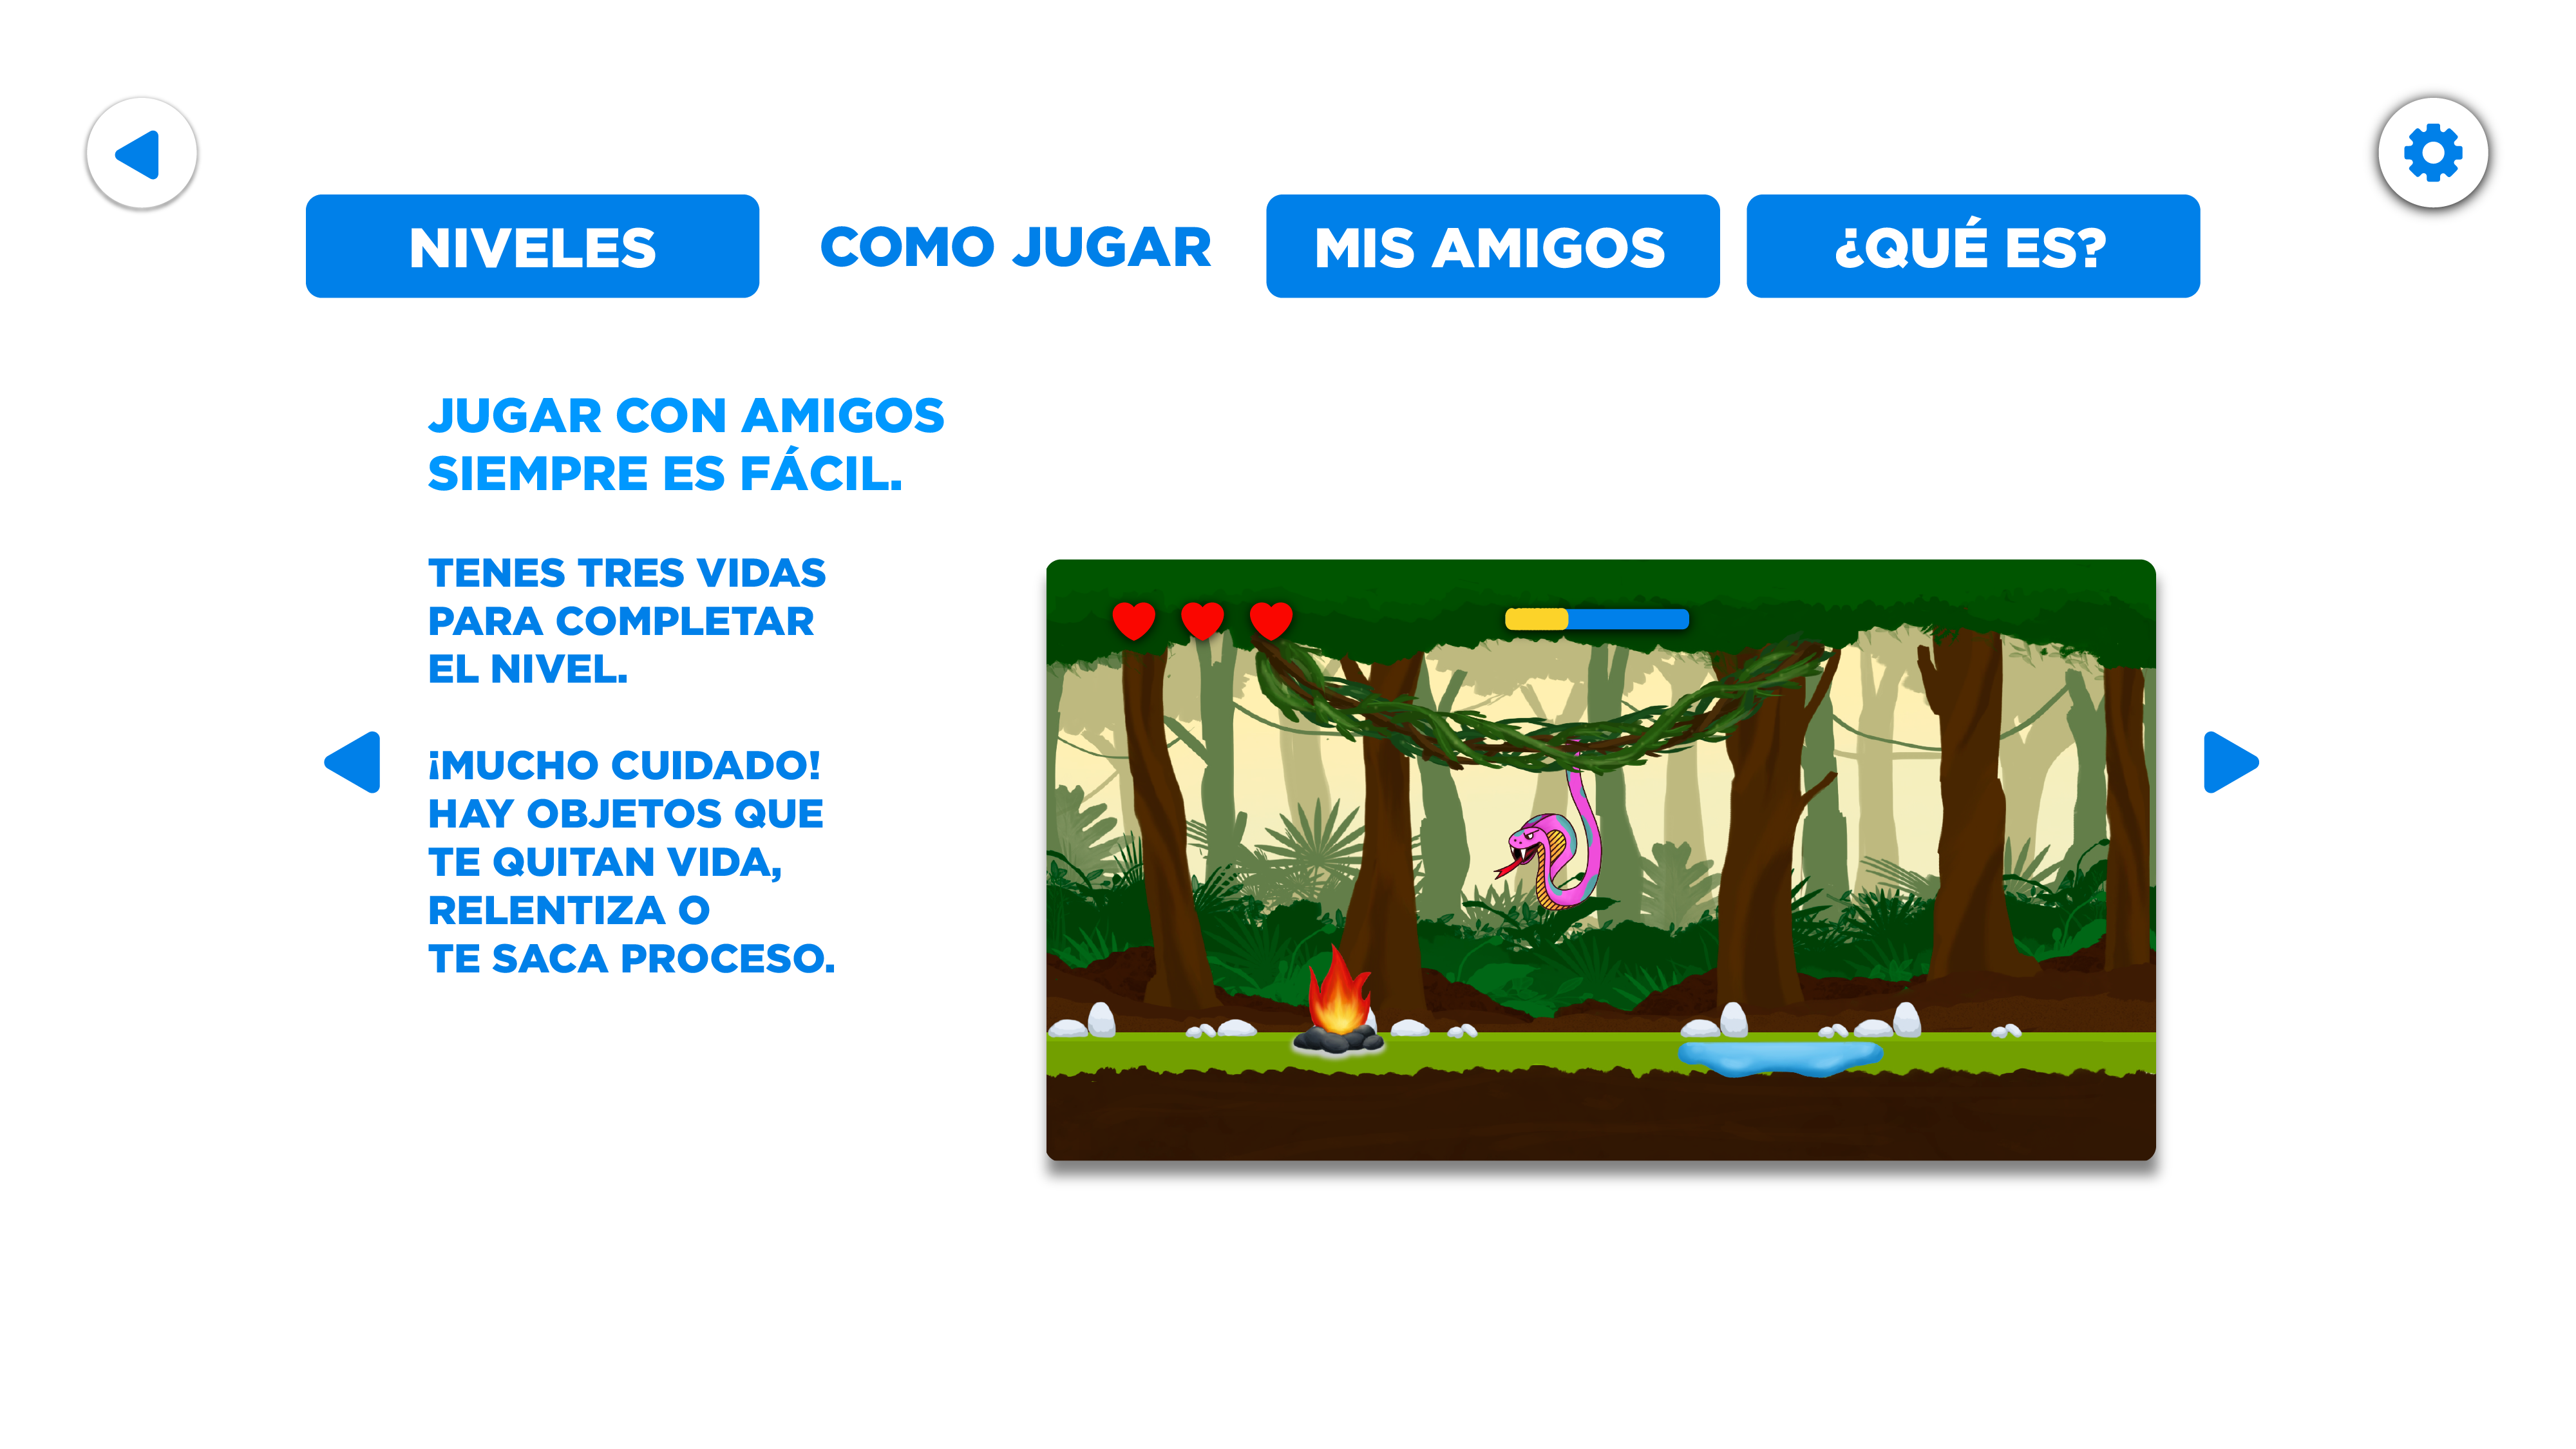 NIVELES
COMO JUGAR
MIS AMIGOS
¿QUÉ ES?
JUGAR CON AMIGOS
SIEMPRE ES FÁCIL.
TENES TRES VIDAS
PARA COMPLETAR
EL NIVEL.
¡MUCHO CUIDADO!
HAY OBJETOS QUE
TE QUITAN VIDA,
RELENTIZA O
TE SACA PROCESO.